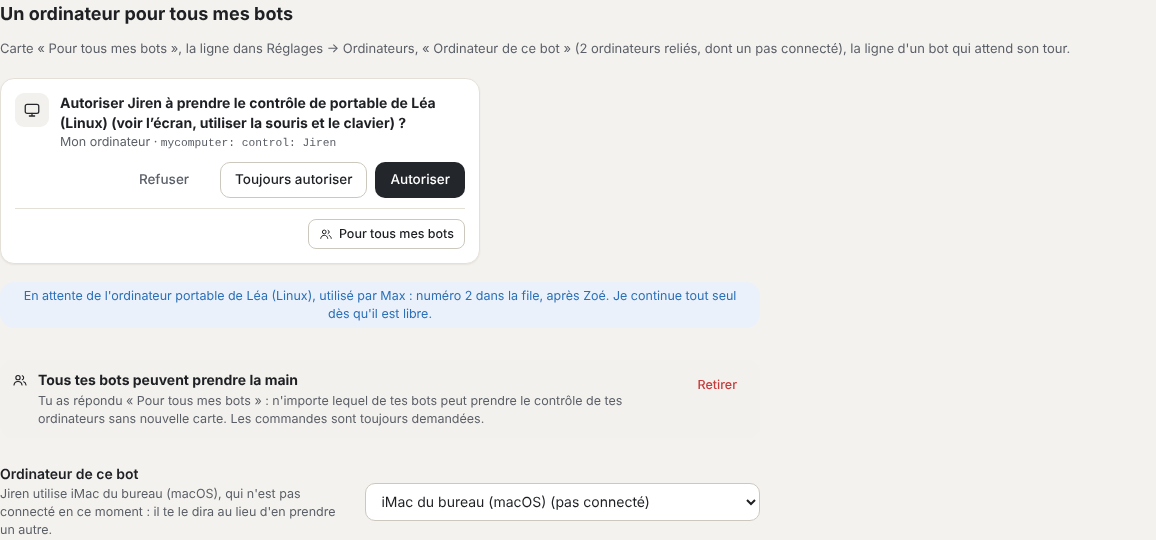 Un ordinateur pour tous mes bots
Carte « Pour tous mes bots », la ligne dans Réglages → Ordinateurs, « Ordinateur de ce bot » (2 ordinateurs reliés, dont un pas connecté), la ligne d'un bot qui attend son tour.
Autoriser Jiren à prendre le contrôle de portable de Léa
(Linux) (voir l’écran, utiliser la souris et le clavier) ?
Mon ordinateur · mycomputer: control: Jiren
Refuser
Toujours autoriser
Autoriser
Pour tous mes bots
En attente de l'ordinateur portable de Léa (Linux), utilisé par Max : numéro 2 dans la file, après Zoé. Je continue tout seul
dès qu'il est libre.
Tous tes bots peuvent prendre la main
Tu as répondu « Pour tous mes bots » : n'importe lequel de tes bots peut prendre le contrôle de tes
ordinateurs sans nouvelle carte. Les commandes sont toujours demandées.
Retirer
Ordinateur de ce bot
Jiren utilise iMac du bureau (macOS), qui n'est pas
connecté en ce moment : il te le dira au lieu d'en prendre
un autre.
iMac du bureau (macOS) (pas connecté)